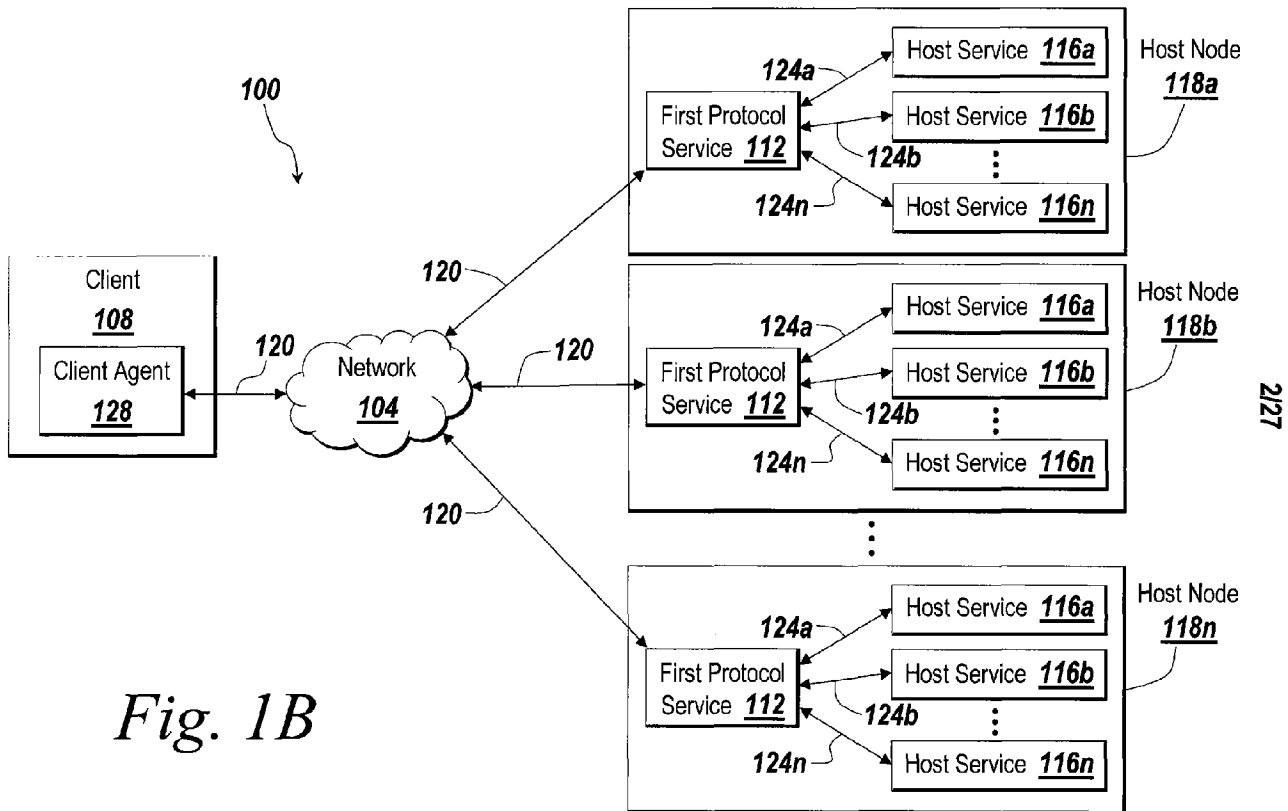 100
Client
108
Client Agent
128
120
Network
104
120
120
120
First Protocol
Service 112
124a
124b
124n
Host Service 116a
Host Service 116b
Host Service 116n
Host Node
118a
First Protocol
Service 112
124a
124b
124n
Host Service 116a
Host Service 116b
Host Service 116n
Host Node
118b
First Protocol
Service 112
124a
124b
124n
Host Service 116a
Host Service 116b
Host Service 116n
Host Node
118n
2/27
Fig. 1B